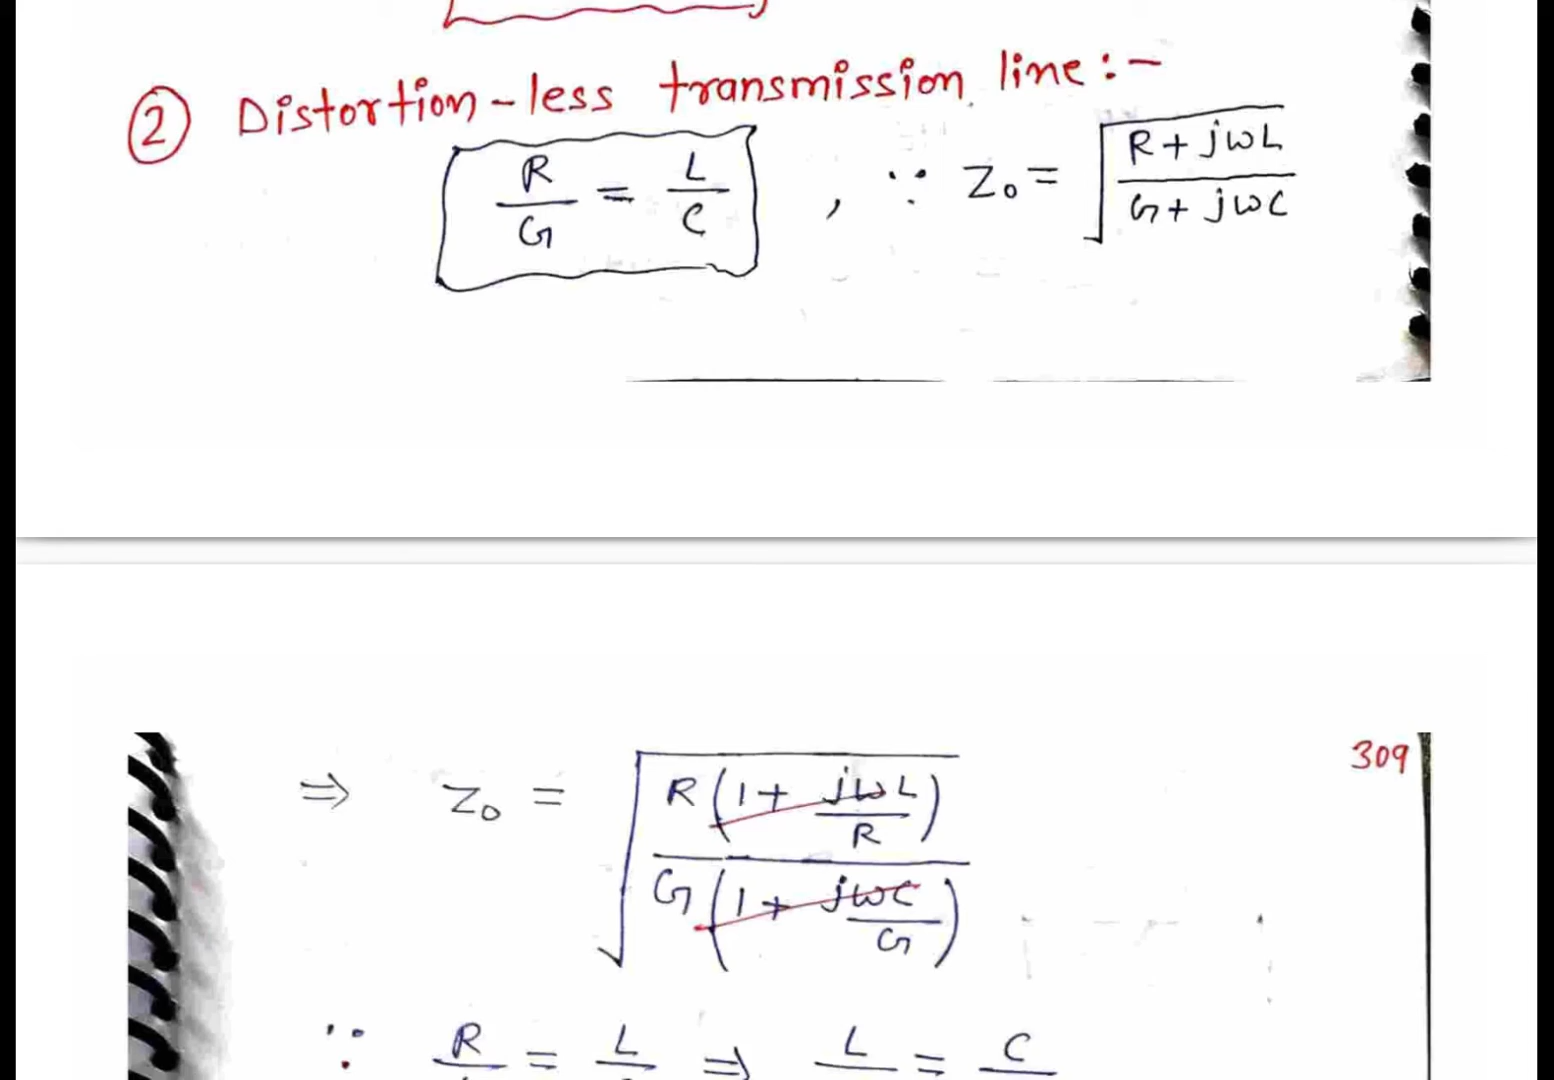 ② Distortion-less transmission line:-
R/G = L/C , ∵ Z₀ = √((R + jωL)/(G + jωC))
309
⇒ Z₀ = √(R(1 + jωL/R)/G(1 + jωC/G))
∵ R = L ⇒ L = C